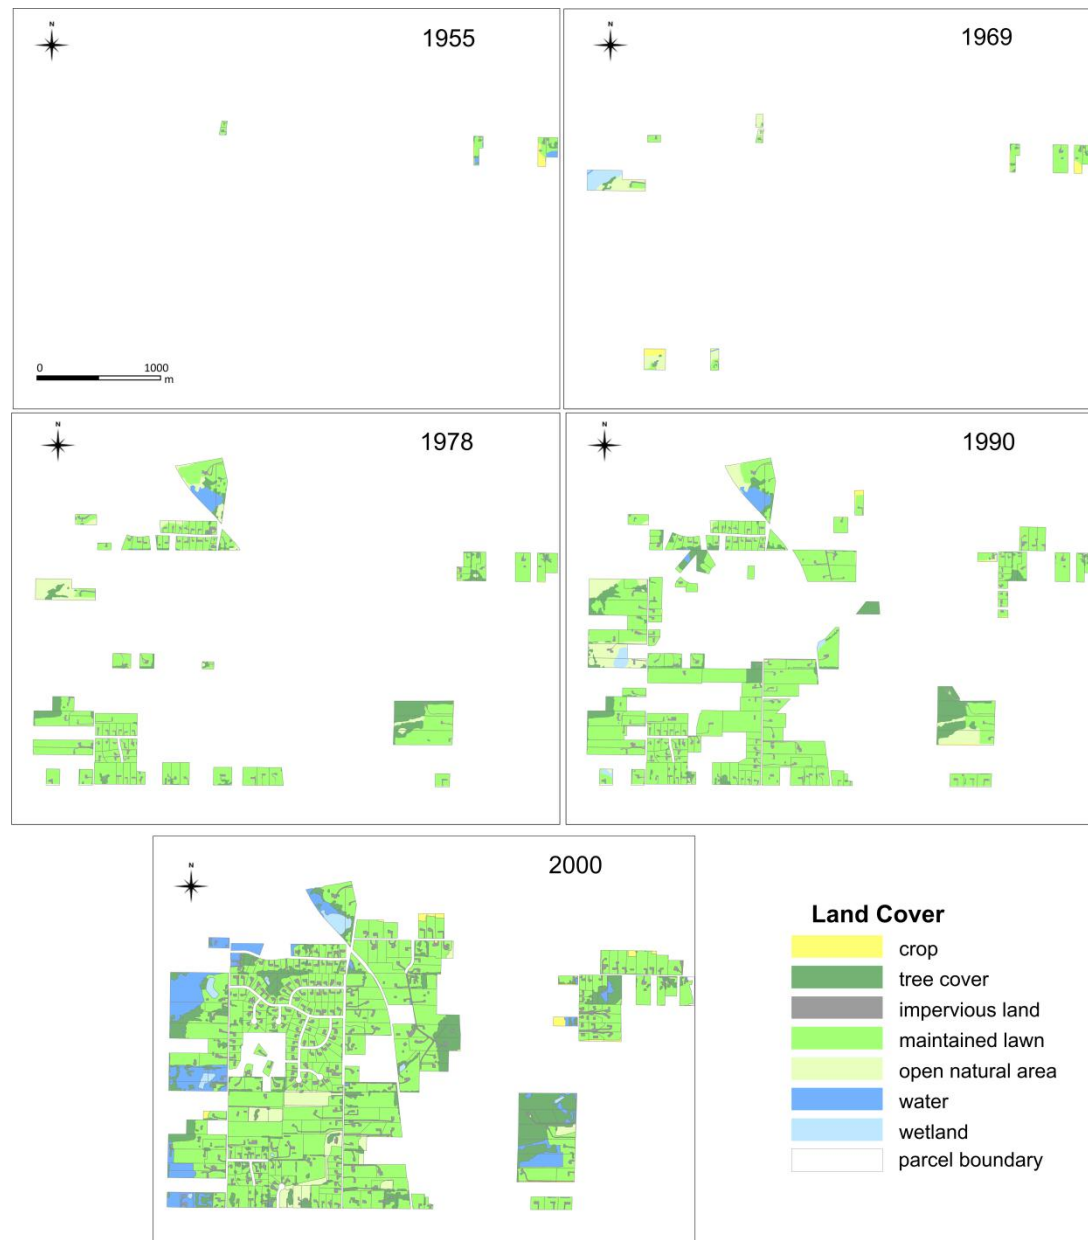 N
1955
0 1000
m
N
1969
N
1978
N
1990
N
2000
Land Cover
crop
tree cover
impervious land
maintained lawn
open natural area
water
wetland
parcel boundary